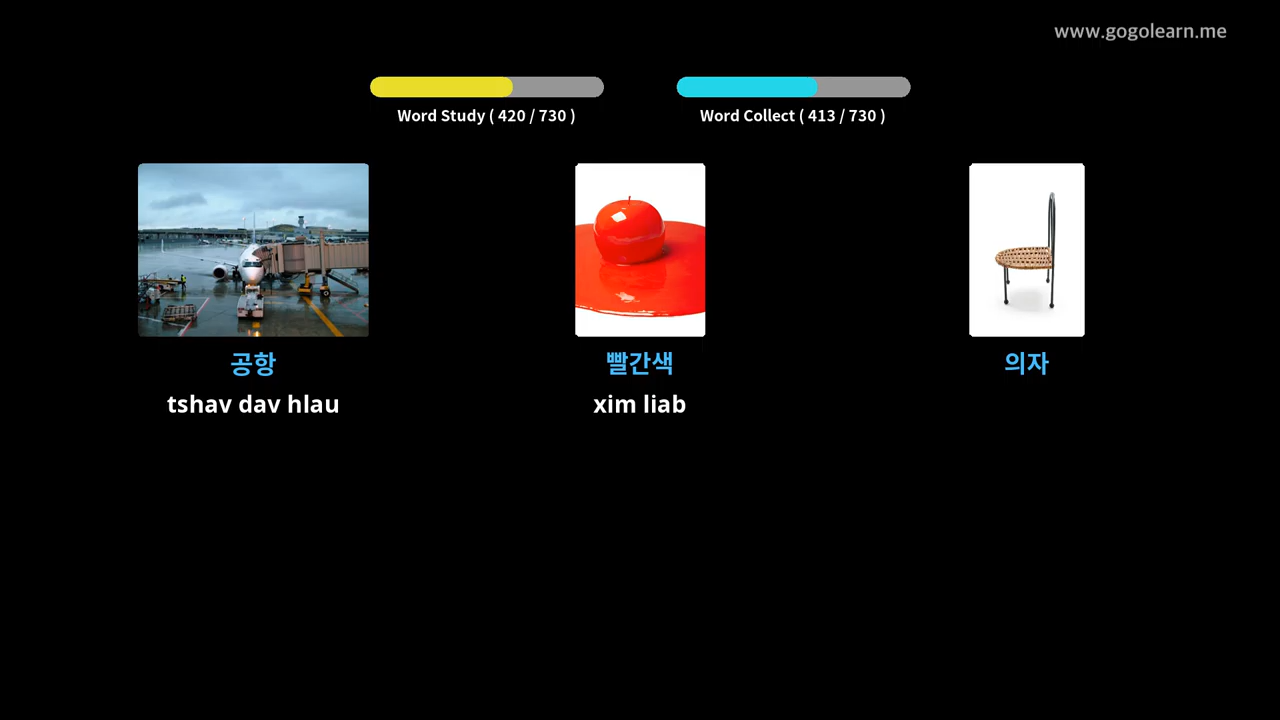 www.gogolearn.me
Word Study ( 420 / 730 )
Word Collect ( 413 / 730 )
공항
빨간색
의자
tshav dav hlau
xim liab